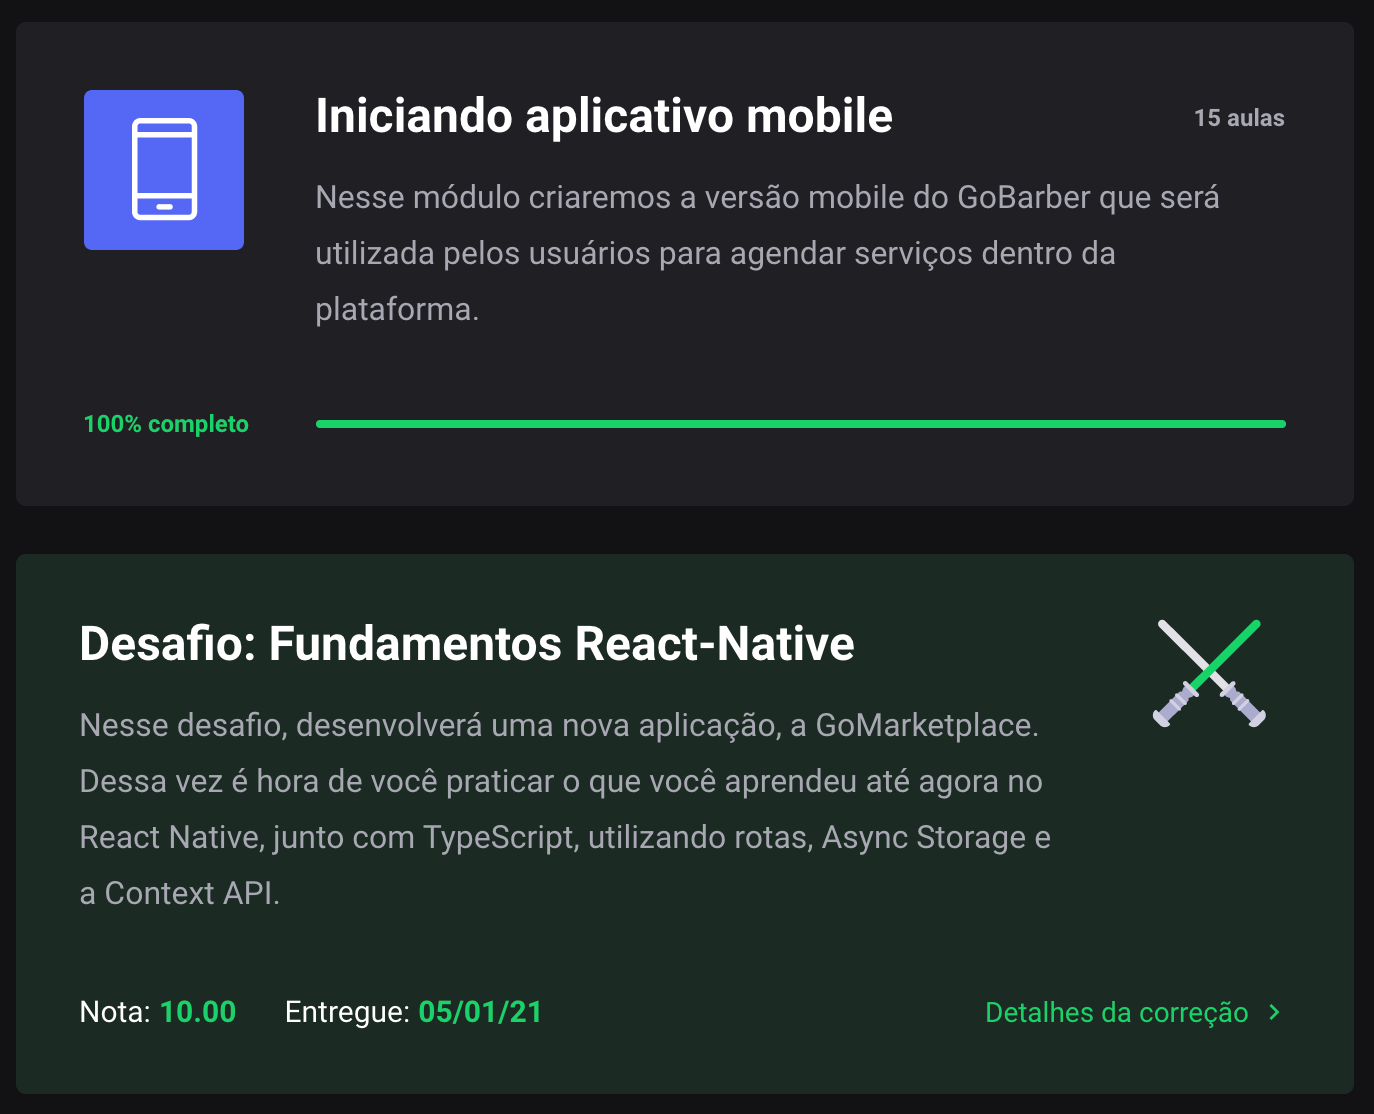 Iniciando aplicativo mobile
15 aulas
Nesse módulo criaremos a versão mobile do GoBarber que será
utilizada pelos usuários para agendar serviços dentro da
plataforma.
100% completo
Desafio: Fundamentos React-Native
Nesse desafio, desenvolverá uma nova aplicação, a GoMarketplace.
Dessa vez é hora de você praticar o que você aprendeu até agora no
React Native, junto com TypeScript, utilizando rotas, Async Storage e
a Context API.
Nota: 10.00 Entregue: 05/01/21
Detalhes da correção